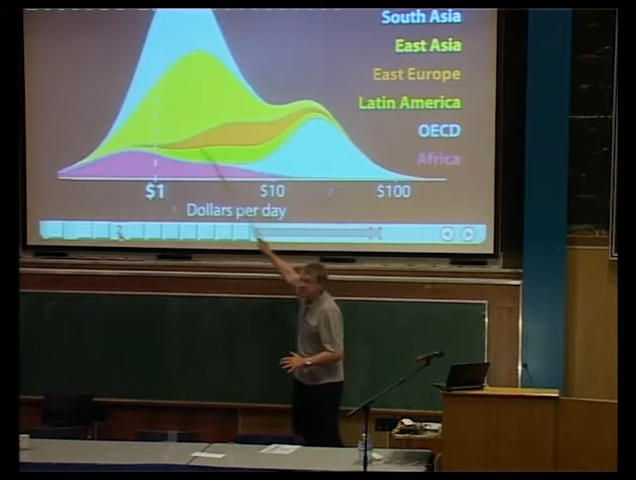 South Asia
East Asia
East Europe
Latin America
OECD
Africa
$1
$10
?
$100
Dollars per day